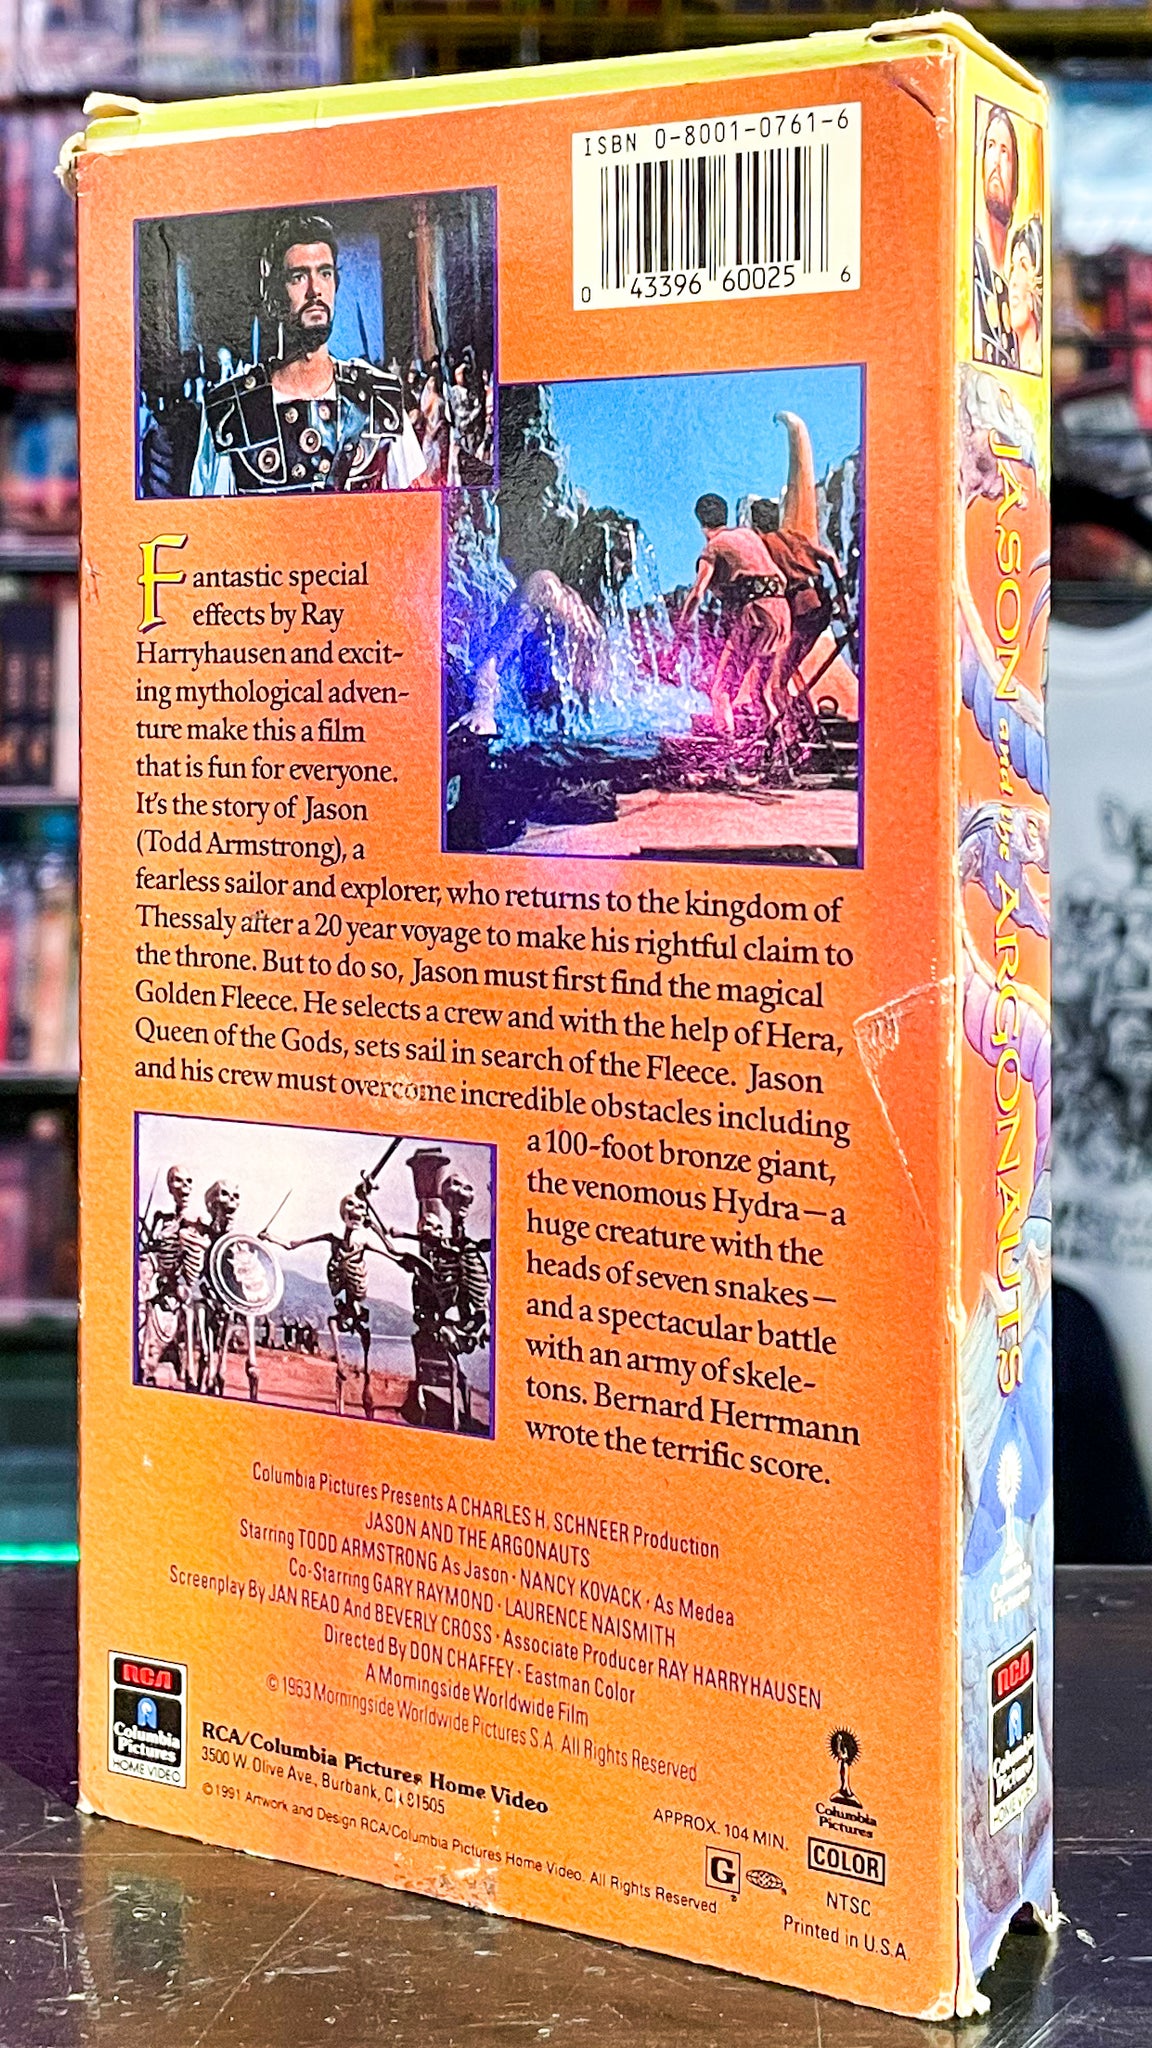 ISBN 0-8001-0761-6
0 43396 60025 6
Fantastic special
effects by Ray
Harryhausen and excit-
ing mythological adven-
ture make this a film
that is fun for everyone.
It's the story of Jason
(Todd Armstrong), a
fearless sailor and explorer, who returns to the kingdom of
Thessaly after a 20 year voyage to make his rightful claim to
the throne. But to do so, Jason must first find the magical
Golden Fleece. He selects a crew and with the help of Hera,
Queen of the Gods, sets sail in search of the Fleece. Jason
and his crew must overcome incredible obstacles including
a 100-foot bronze giant,
the venomous Hydra—a
huge creature with the
heads of seven snakes—
and a spectacular battle
with an army of skele-
tons. Bernard Herrmann
wrote the terrific score.
Columbia Pictures Presents A CHARLES H. SCHNEER Production
JASON AND THE ARGONAUTS
Starring TODD ARMSTRONG As Jason · NANCY KOVACK · As Medea
Co-Starring GARY RAYMOND · LAURENCE NAISMITH
Screenplay By JAN READ And BEVERLY CROSS · Associate Producer RAY HARRYHAUSEN
Directed By DON CHAFFEY · Eastman Color
A Morningside Worldwide Film
© 1963 Morningside Worldwide Pictures S.A. All Rights Reserved
RCA
Columbia
Pictures
HOME VIDEO
RCA/Columbia Pictures Home Video
3500 W. Olive Ave., Burbank, CA 91505
© 1991 Artwork and Design RCA/Columbia Pictures Home Video. All Rights Reserved
APPROX. 104 MIN.
G
Columbia
Pictures
COLOR
NTSC
Printed in U.S.A.
JASON and the ARGONAUTS
Columbia
Pictures
RCA
Columbia
Pictures
HOME VIDEO